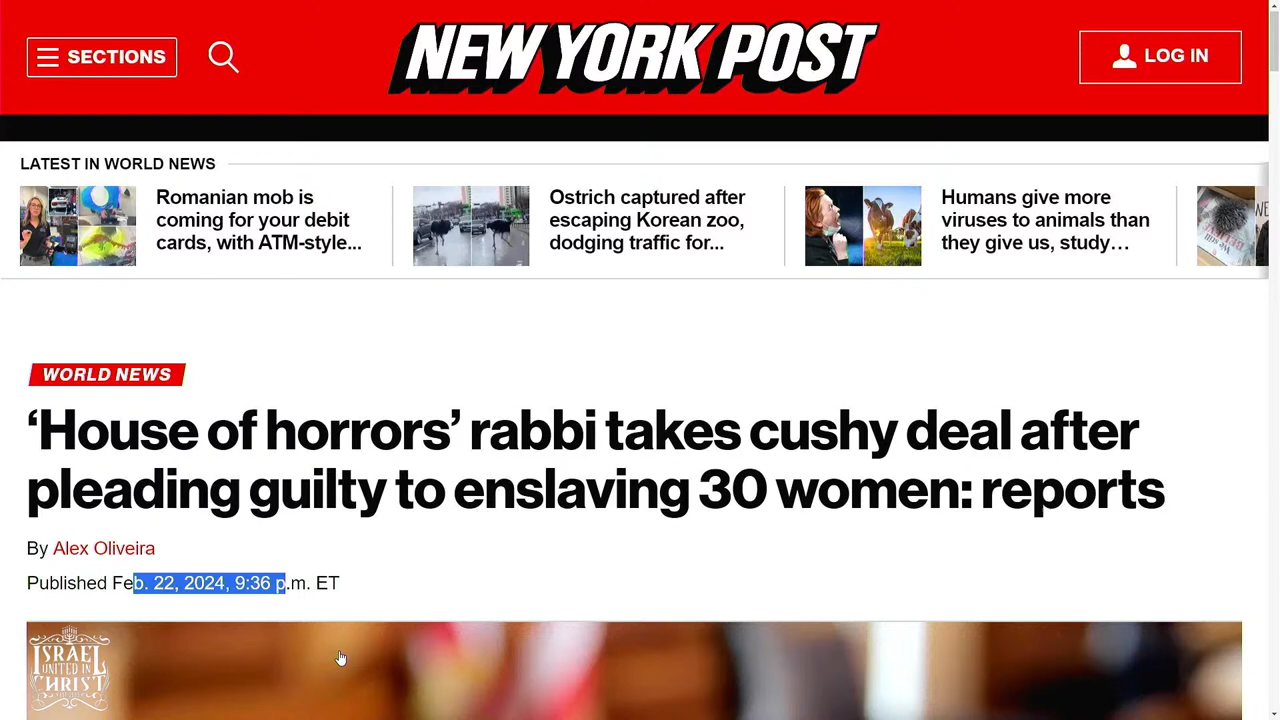 SECTIONS
NEW YORK POST
LOG IN
LATEST IN WORLD NEWS
Romanian mob is
coming for your debit
cards, with ATM-style...
Ostrich captured after
escaping Korean zoo,
dodging traffic for...
Humans give more
viruses to animals than
they give us, study...
WORLD NEWS
‘House of horrors’ rabbi takes cushy deal after
pleading guilty to enslaving 30 women: reports
By Alex Oliveira
Published Feb. 22, 2024, 9:36 p.m. ET
ISRAEL
UNITED IN
CHRIST